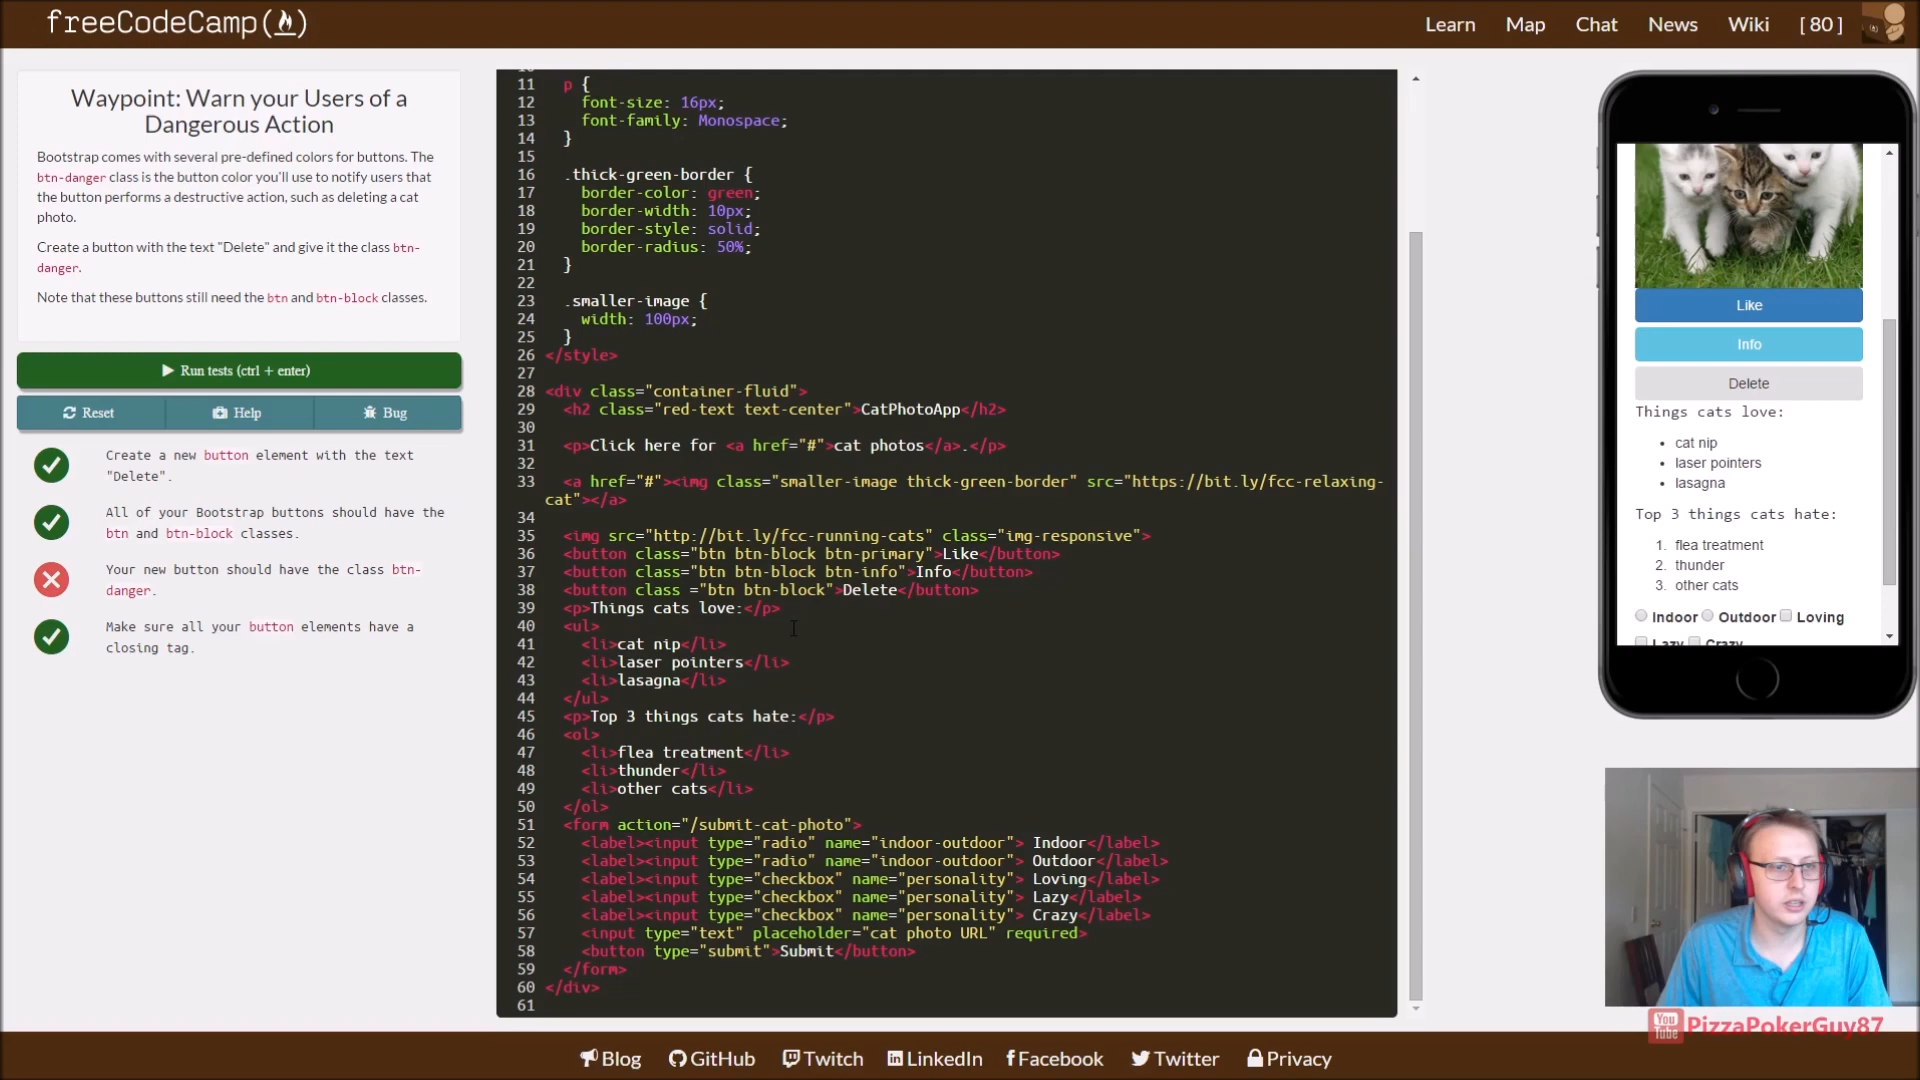 freeCodeCamp
Learn Map Chat News Wiki [ 80 ]
Waypoint: Warn your Users of a
Dangerous Action
Bootstrap comes with several pre-defined colors for buttons. The
btn-danger class is the button color you'll use to notify users that
the button performs a destructive action, such as deleting a cat
photo.
Create a button with the text "Delete" and give it the class btn-
danger.
Note that these buttons still need the btn and btn-block classes.
Run tests (ctrl + enter)
Reset Help Bug
Create a new button element with the text
"Delete".
All of your Bootstrap buttons should have the
btn and btn-block classes.
Your new button should have the class btn-
danger.
Make sure all your button elements have a
closing tag.
11 p {
12 font-size: 16px;
13 font-family: Monospace;
14 }
15
16 .thick-green-border {
17 border-color: green;
18 border-width: 10px;
19 border-style: solid;
20 border-radius: 50%;
21 }
22
23 .smaller-image {
24 width: 100px;
25 }
26 </style>
27
28 <div class="container-fluid">
29 <h2 class="red-text text-center">CatPhotoApp</h2>
30
31 <p>Click here for <a href="#">cat photos</a>.</p>
32
33 <a href="#"><img class="smaller-image thick-green-border" src="https://bit.ly/fcc-relaxing-
cat"></a>
34
35 <img src="http://bit.ly/fcc-running-cats" class="img-responsive">
36 <button class="btn btn-block btn-primary">Like</button>
37 <button class="btn btn-block btn-info">Info</button>
38 <button class ="btn btn-block">Delete</button>
39 <p>Things cats love:</p>
40 <ul>
41 <li>cat nip</li>
42 <li>laser pointers</li>
43 <li>lasagna</li>
44 </ul>
45 <p>Top 3 things cats hate:</p>
46 <ol>
47 <li>flea treatment</li>
48 <li>thunder</li>
49 <li>other cats</li>
50 </ol>
51 <form action="/submit-cat-photo">
52 <label><input type="radio" name="indoor-outdoor"> Indoor</label>
53 <label><input type="radio" name="indoor-outdoor"> Outdoor</label>
54 <label><input type="checkbox" name="personality"> Loving</label>
55 <label><input type="checkbox" name="personality"> Lazy</label>
56 <label><input type="checkbox" name="personality"> Crazy</label>
57 <input type="text" placeholder="cat photo URL" required>
58 <button type="submit">Submit</button>
59 </form>
60 </div>
61
Like
Info
Delete
Things cats love:
cat nip
laser pointers
lasagna
Top 3 things cats hate:
1. flea treatment
2. thunder
3. other cats
Indoor Outdoor Loving
Lazy Crazy
You Tube PizzaPokerGuy87
Blog GitHub Twitch LinkedIn Facebook Twitter Privacy